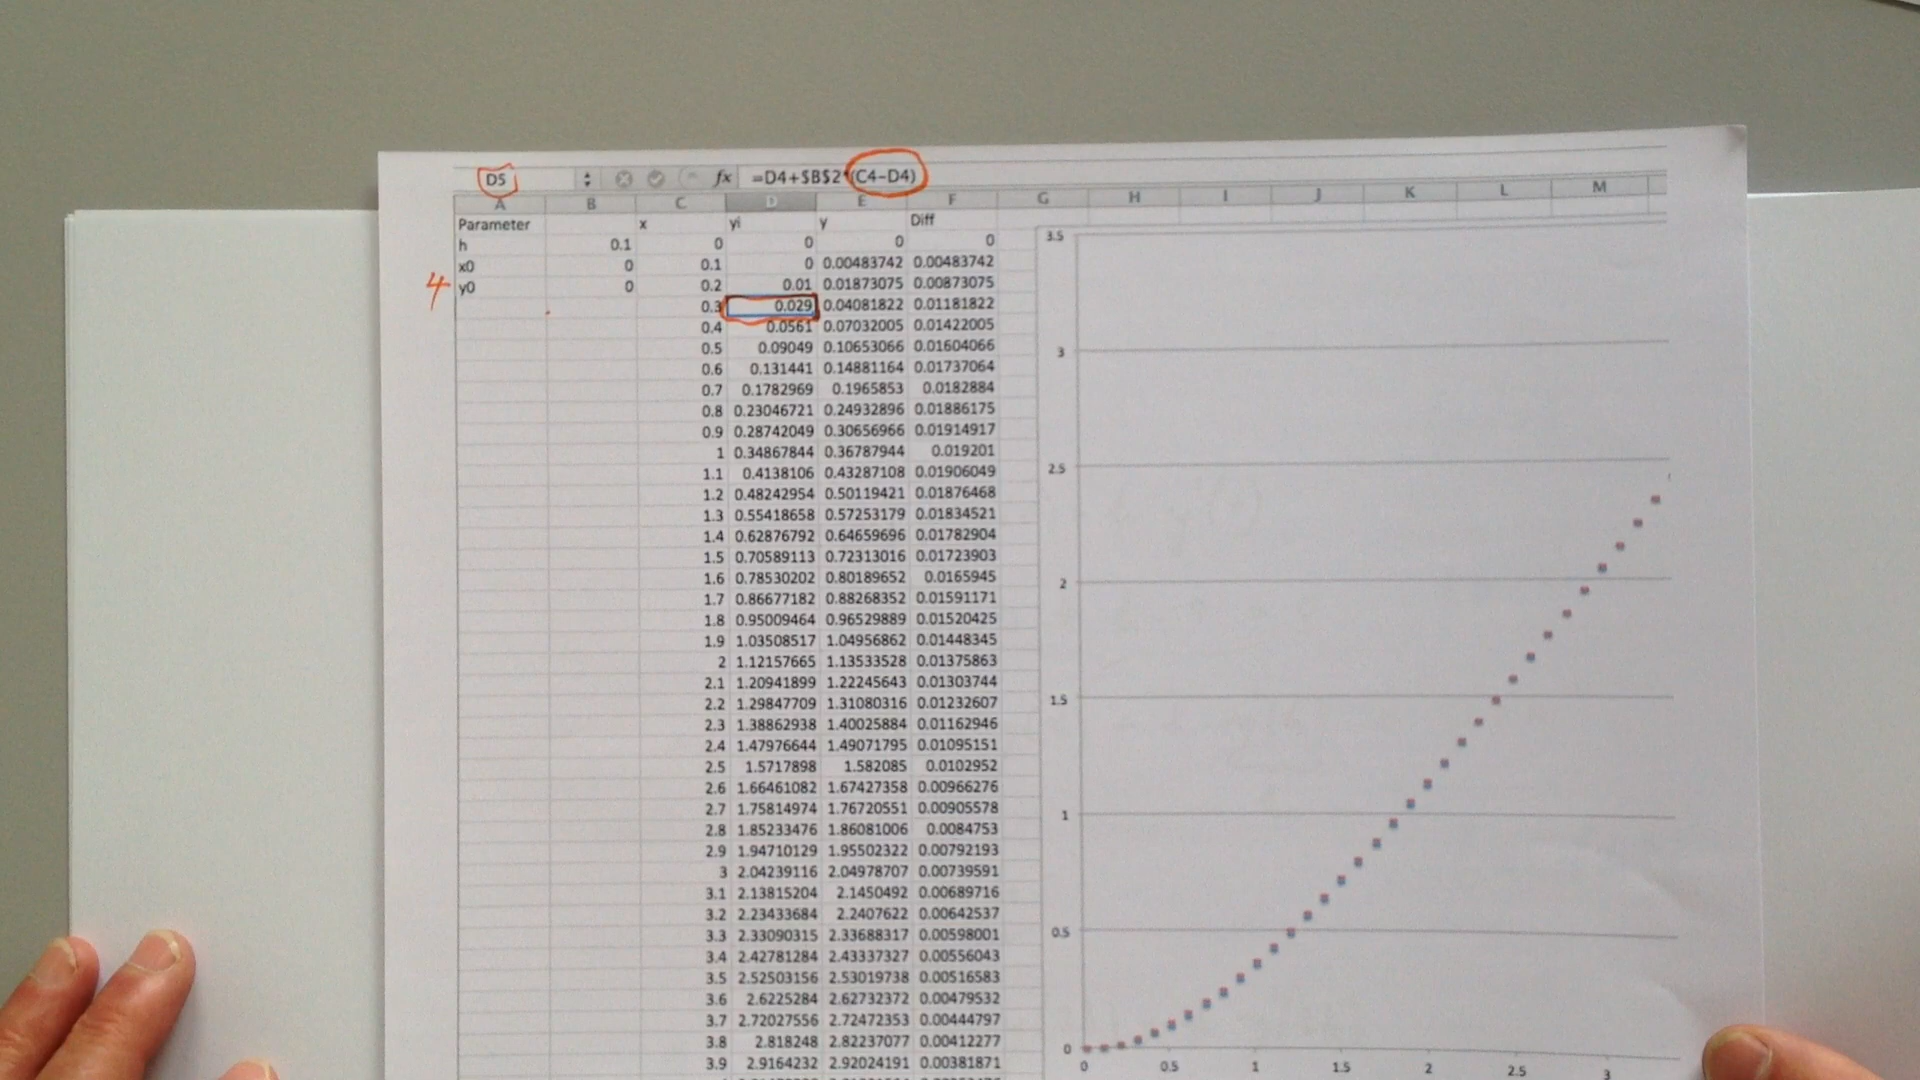 D5 fx =D4+$B$2*(C4-D4)
A B C D E F G H I J K L M
Parameter x yi y Diff
h 0.1 0 0 0 0
x0 0 0.1 0 0.00483742 0.00483742
4 y0 0 0.2 0.01 0.01873075 0.00873075
0.3 0.029 0.04081822 0.01181822
0.4 0.0561 0.07032005 0.01422005
0.5 0.09049 0.10653066 0.01604066
0.6 0.131441 0.14881164 0.01737064
0.7 0.1782969 0.1965853 0.0182884
0.8 0.23046721 0.24932896 0.01886175
0.9 0.28742049 0.30656966 0.01914917
1 0.34867844 0.36787944 0.019201
1.1 0.4138106 0.43287108 0.01906049
1.2 0.48242954 0.50119421 0.01876468
1.3 0.55418658 0.57253179 0.01834521
1.4 0.62876792 0.64659696 0.01782904
1.5 0.70589113 0.72313016 0.01723903
1.6 0.78530202 0.80189652 0.0165945
1.7 0.86677182 0.88268352 0.01591171
1.8 0.95009464 0.96529889 0.01520425
1.9 1.03508517 1.04956862 0.01448345
2 1.12157665 1.13533528 0.01375863
2.1 1.20941899 1.22245643 0.01303744
2.2 1.29847709 1.31080316 0.01232607
2.3 1.38862938 1.40025884 0.01162946
2.4 1.47976644 1.49071795 0.01095151
2.5 1.5717898 1.582085 0.0102952
2.6 1.66461082 1.67427358 0.00966276
2.7 1.75814974 1.76720551 0.00905578
2.8 1.85233476 1.86081006 0.0084753
2.9 1.94710129 1.95502322 0.00792193
3 2.04239116 2.04978707 0.00739591
3.1 2.13815204 2.1450492 0.00689716
3.2 2.23433684 2.2407622 0.00642537
3.3 2.33090315 2.33688317 0.00598001
3.4 2.42781284 2.43337327 0.00556043
3.5 2.52503156 2.53019738 0.00516583
3.6 2.6225284 2.62732372 0.00479532
3.7 2.72027556 2.72472353 0.00444797
3.8 2.818248 2.82237077 0.00412277
3.9 2.9164232 2.92024191 0.00381871
3.5
3
2.5
2
1.5
1
0.5
0
0 0.5 1 1.5 2 2.5 3